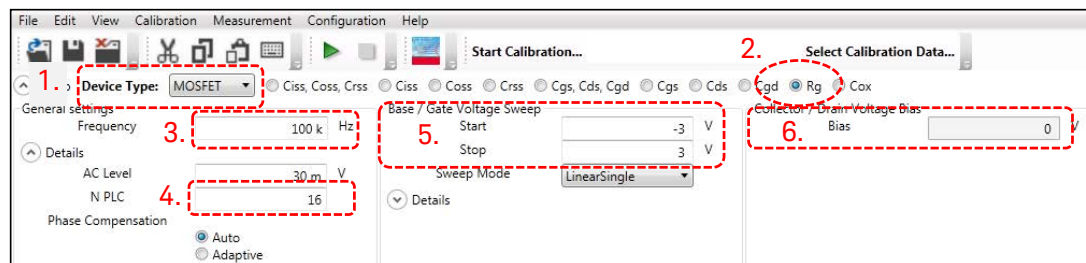 File Edit View Calibration Measurement Configuration Help
Start Calibration... Select Calibration Data...
1. Device Type: MOSFET Ciss, Coss, Crss Ciss Coss Crss Cgs, Cds, Cgd Cgs Cds Cgd 2. Rg Cox
General settings Base / Gate Voltage Sweep Collector / Drain Voltage Bias
Frequency 3. 100 k Hz 5. Start -3 V 6. Bias 0 V
Details Stop 3 V
AC Level 30 m V Sweep Mode LinearSingle
N PLC 4. 16 Details
Phase Compensation
Auto
Adaptive